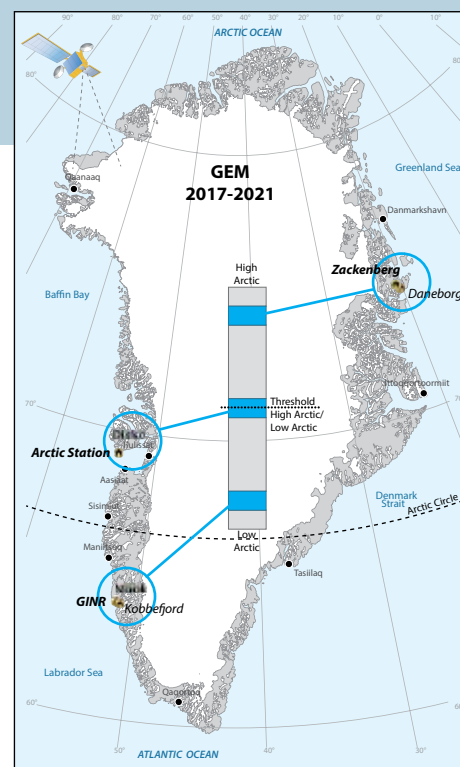 ARCTIC OCEAN
90°
80°
70°
60°
50°
40°
30°
20°
10°
0°
10°
80°
80°
Qaanaaq
GEM
2017-2021
Greenland Sea
Danmarkshavn
Zackenberg
Daneborg
High
Arctic
Baffin Bay
Ittoqqortoormiit
Threshold
High Arctic/
Low Arctic
70°
70°
Arctic Station
Ilulissat
Aasiaat
Sisimiut
Denmark
Strait
Arctic Circle
Low
Arctic
Maniitsoq
Tasiilaq
GINR
Kobbefjord
Labrador Sea
Qaqortoq
60°
60°
50°
40°
30°
ATLANTIC OCEAN